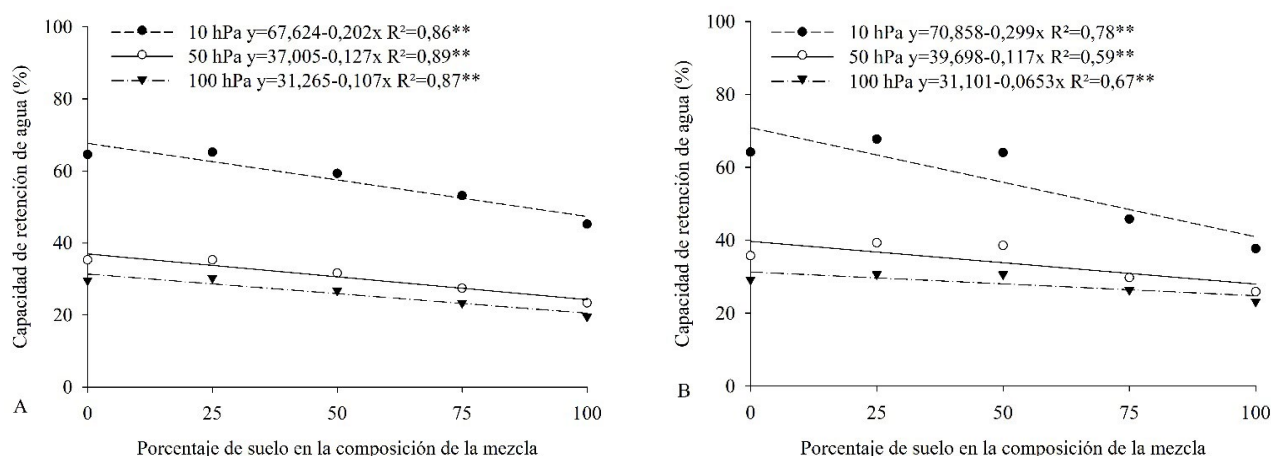 100
10 hPa y=67,624-0,202x R²=0,86**
50 hPa y=37,005-0,127x R²=0,89**
100 hPa y=31,265-0,107x R²=0,87**
80
60
40
20
0
Capacidad de retención de agua (%)
A
0 25 50 75 100
Porcentaje de suelo en la composición de la mezcla
100
10 hPa y=70,858-0,299x R²=0,78**
50 hPa y=39,698-0,117x R²=0,59**
100 hPa y=31,101-0,0653x R²=0,67**
80
60
40
20
0
Capacidad de retención de agua (%)
B
0 25 50 75 100
Porcentaje de suelo en la composición de la mezcla